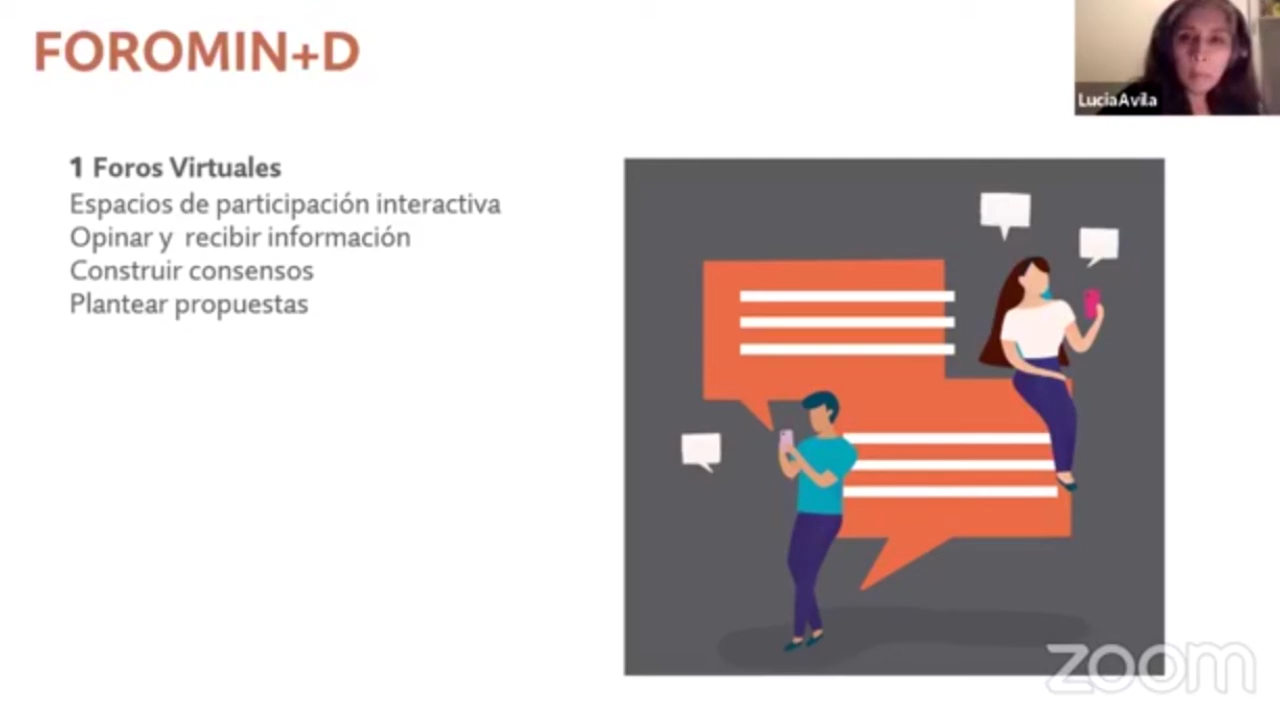 FOROMIN+D
LuciaAvila
1 Foros Virtuales
Espacios de participación interactiva
Opinar y recibir información
Construir consensos
Plantear propuestas
zoom